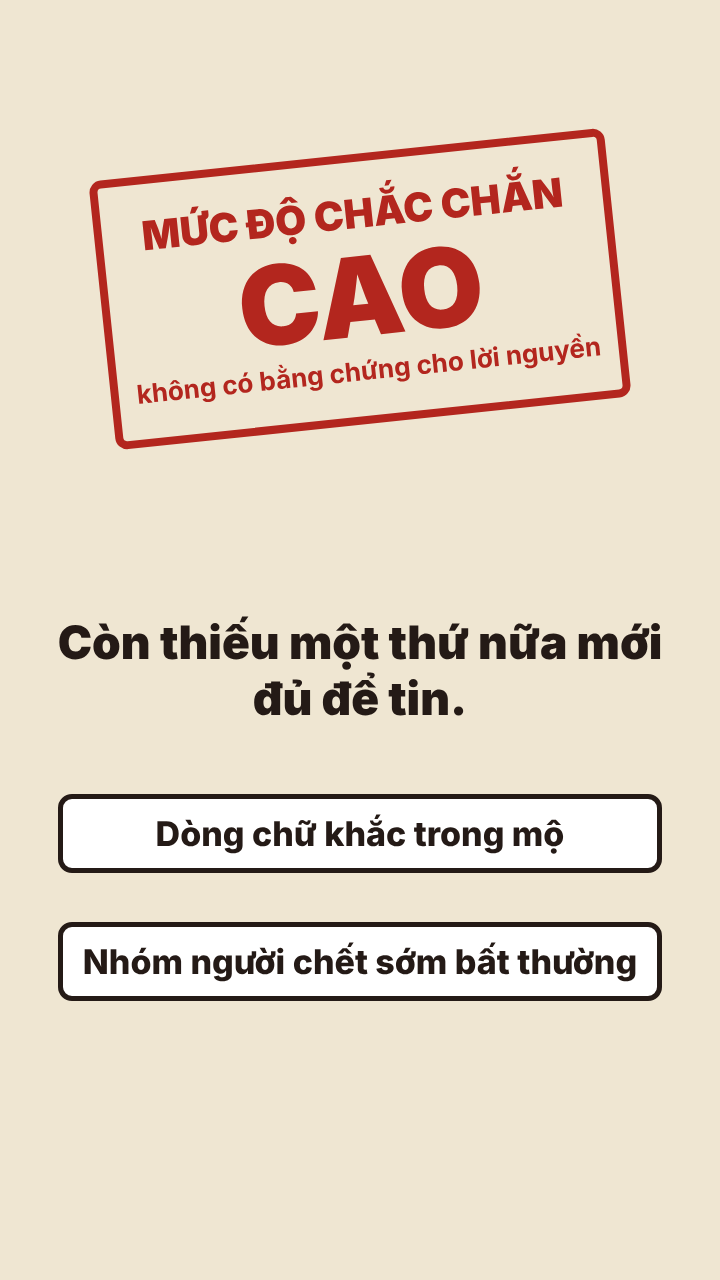 MỨC ĐỘ CHẮC CHẮN
CAO
không có bằng chứng cho lời nguyền
Còn thiếu một thứ nữa mới
đủ để tin.
Dòng chữ khắc trong mộ
Nhóm người chết sớm bất thường